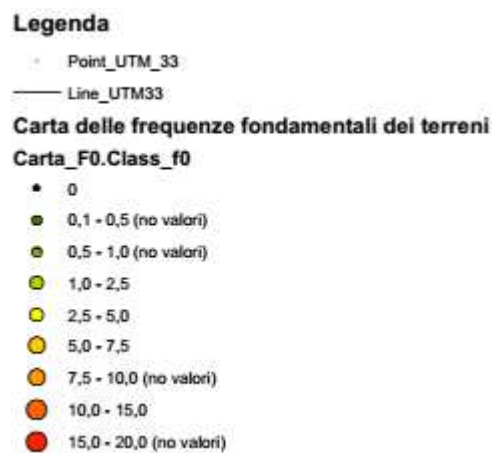 Legenda
Point_UTM_33
Line_UTM33
Carta delle frequenze fondamentali dei terreni
Carta_F0.Class_f0
0
0,1 - 0,5 (no valori)
0,5 - 1,0 (no valori)
1,0 - 2,5
2,5 - 5,0
5,0 - 7,5
7,5 - 10,0 (no valori)
10,0 - 15,0
15,0 - 20,0 (no valori)